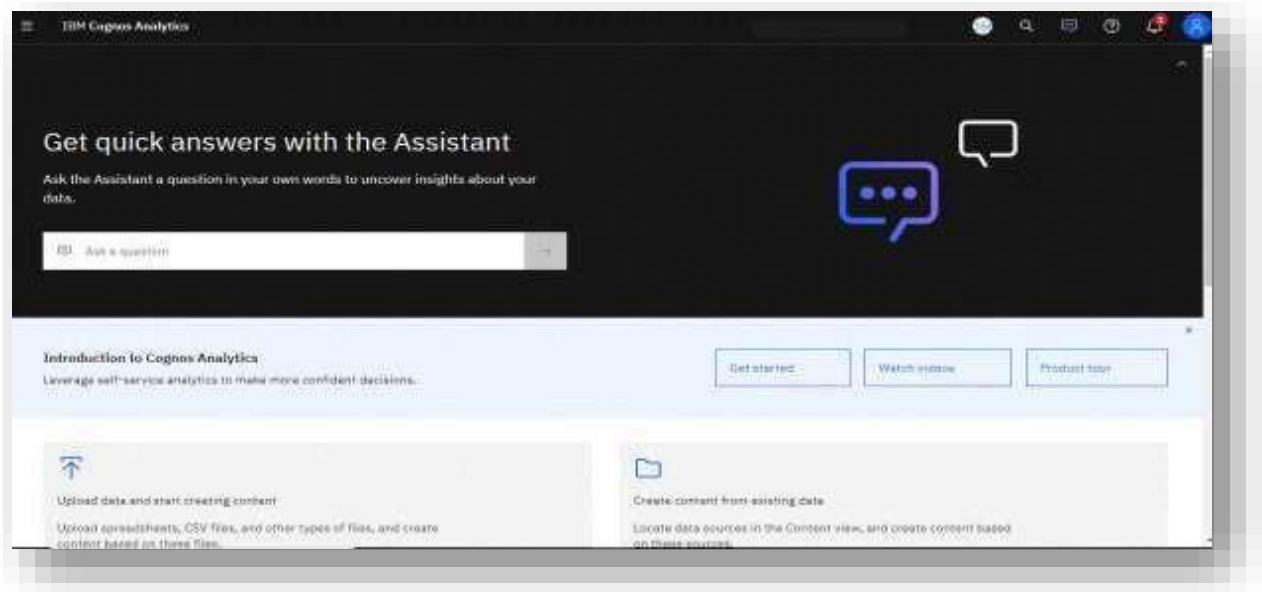 IBM Cognos Analytics
Get quick answers with the Assistant
Ask the Assistant a question in your own words to uncover insights about your
data.
Ask a question
Introduction to Cognos Analytics
Leverage self-service analytics to make more confident decisions.
Get started
Watch videos
Product tour
Upload data and start creating content
Upload spreadsheets, CSV files, and other types of files, and create
content based on these files.
Create content from existing data
Locate data sources in the Content view, and create content based
on these sources.